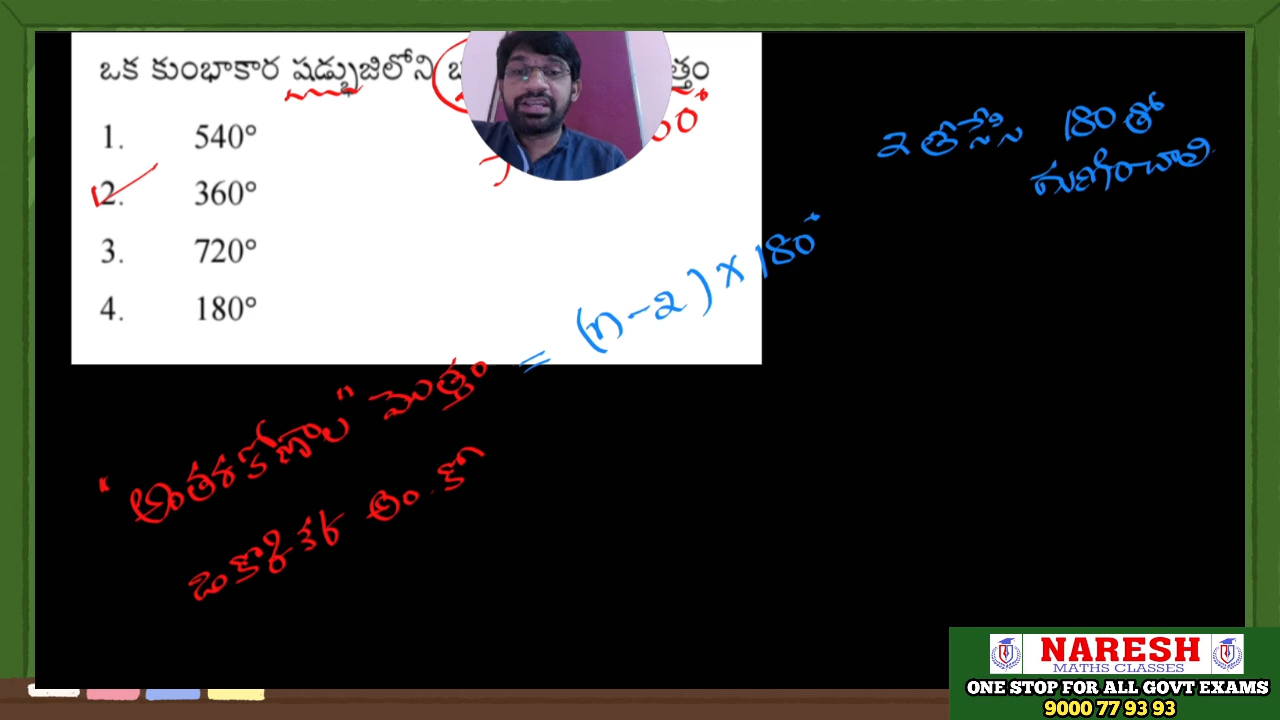 ఒక కుంభాకార షడ్భుజిలోని
త్తం
1. 540°
2. 360°
3. 720°
4. 180°
2 తీసేసి 180 తో
గుణించాలి
"అంతరకోణాల" మొత్తం = (n-2) × 180°
ఒకొక్క అం.కో
NARESH
MATHS CLASSES
ONE STOP FOR ALL GOVT EXAMS
9000 77 93 93